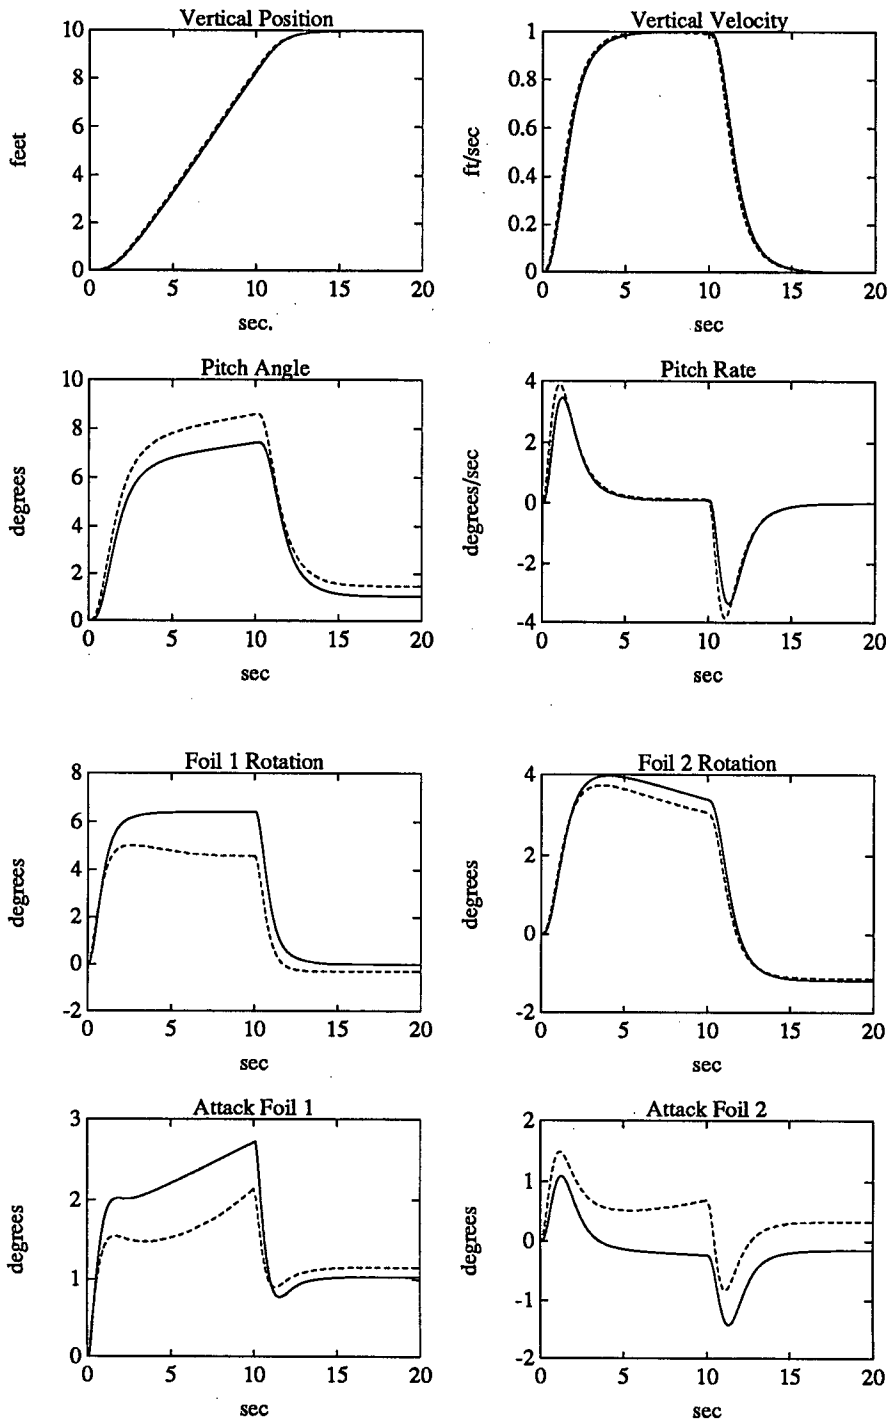 Vertical Position
10
8
6
4
2
0
feet
0 5 10 15 20
sec.
Vertical Velocity
1
0.8
0.6
0.4
0.2
0
ft/sec
0 5 10 15 20
sec
Pitch Angle
10
8
6
4
2
0
degrees
0 5 10 15 20
sec
Pitch Rate
4
2
0
-2
-4
degrees/sec
0 5 10 15 20
sec
Foil 1 Rotation
8
6
4
2
0
-2
degrees
0 5 10 15 20
sec
Foil 2 Rotation
4
2
0
-2
degrees
0 5 10 15 20
sec
Attack Foil 1
3
2
1
0
degrees
0 5 10 15 20
sec
Attack Foil 2
2
1
0
-1
-2
degrees
0 5 10 15 20
sec